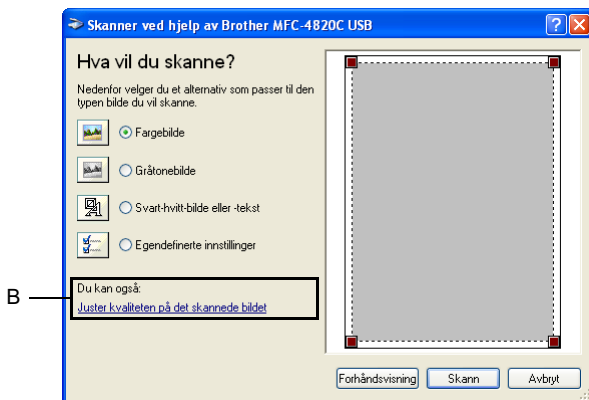 Skanner ved hjelp av Brother MFC-4820C USB
Hva vil du skanne?
Nedenfor velger du et alternativ som passer til den
typen bilde du vil skanne.
Fargebilde
Gråtonebilde
Svart-hvitt-bilde eller -tekst
Egendefinerte innstillinger
B
Du kan også:
Juster kvaliteten på det skannede bildet
Forhåndsvisning
Skann
Avbryt